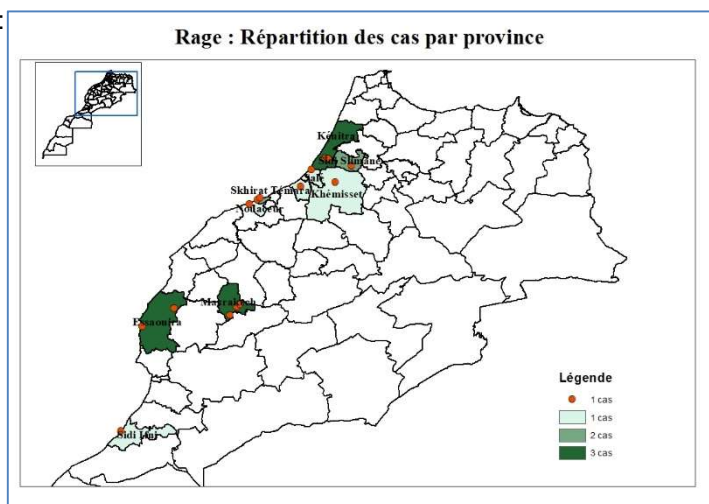 :
Rage : Répartition des cas par province
Kénitra
Sidi Slimane
Salé
Skhirat Témara
Khémisset
Nouaceur
Marrakech
Essaouira
Sidi Ifni
Légende
1 cas
1 cas
2 cas
3 cas